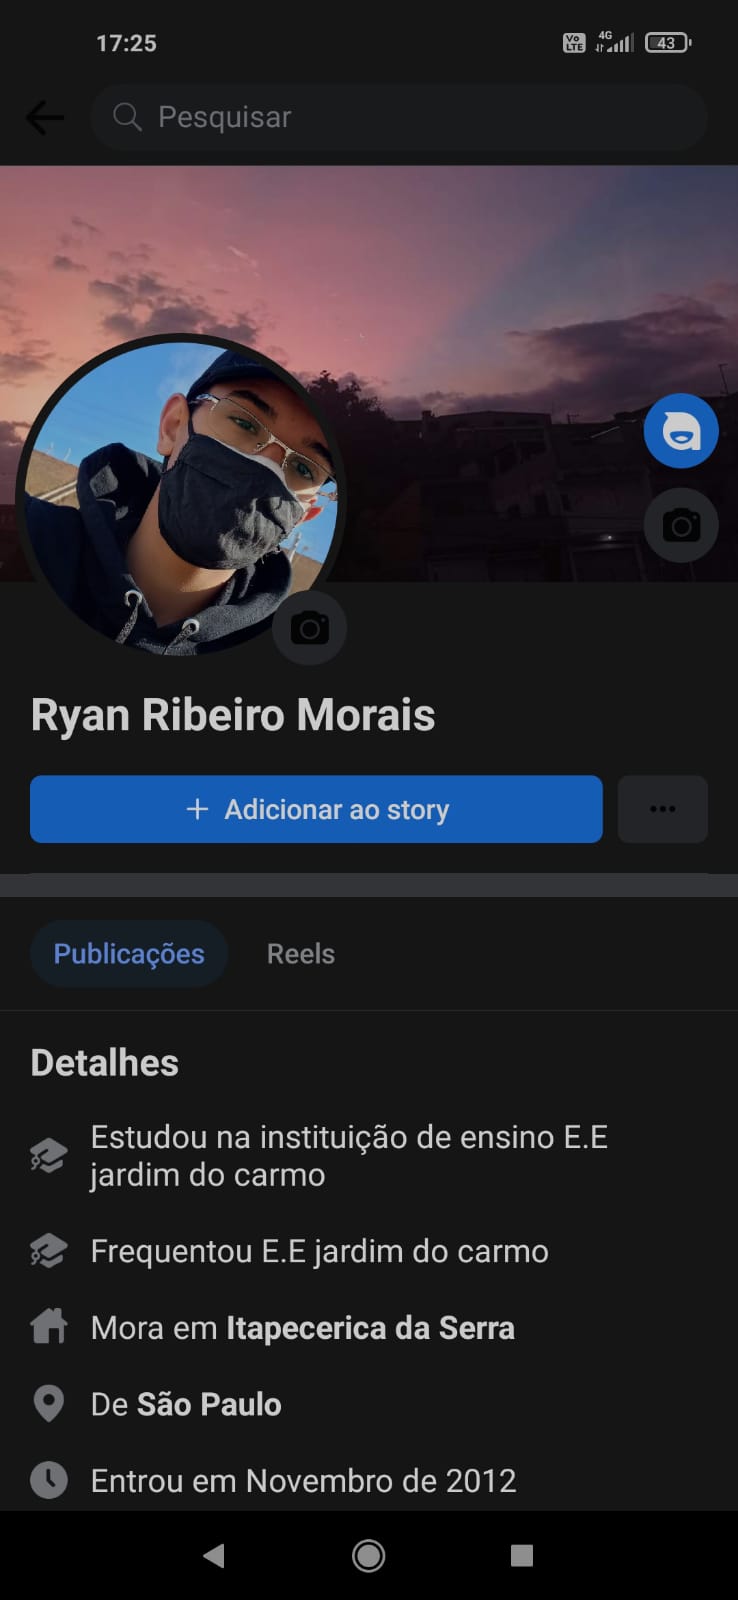 17:25
Vo LTE
4G
43
Pesquisar
Ryan Ribeiro Morais
+ Adicionar ao story
...
Publicações
Reels
Detalhes
Estudou na instituição de ensino E.E
jardim do carmo
Frequentou E.E jardim do carmo
Mora em Itapecerica da Serra
De São Paulo
Entrou em Novembro de 2012